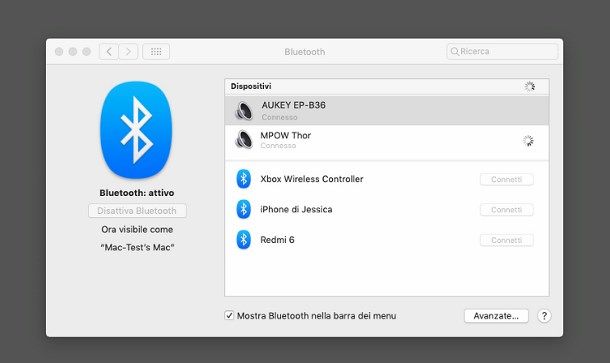 Bluetooth
Ricerca
Dispositivi
AUKEY EP-B36
Connesso
MPOW Thor
Connesso
Bluetooth: attivo
Disattiva Bluetooth
Ora visibile come
“Mac-Test's Mac”
Xbox Wireless Controller
Connetti
iPhone di Jessica
Connetti
Redmi 6
Connetti
Mostra Bluetooth nella barra dei menu
Avanzate...
?